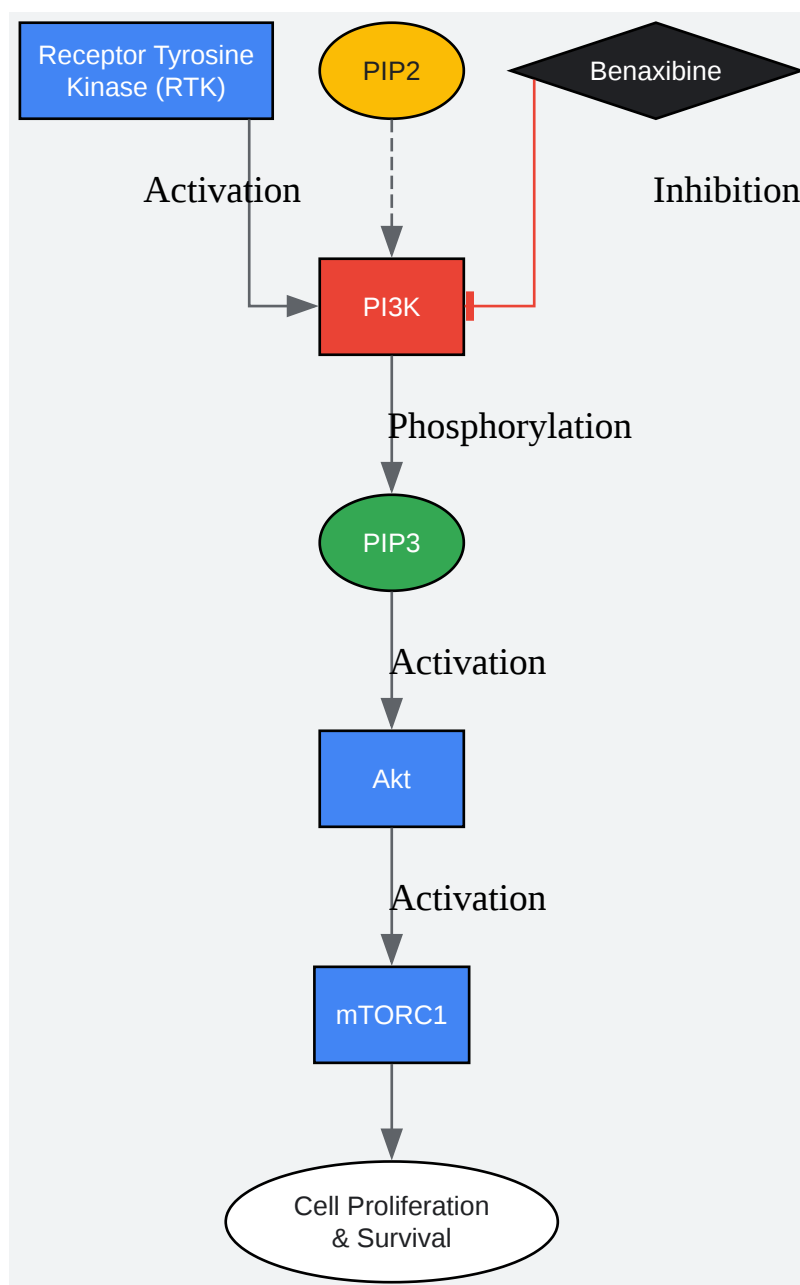 Receptor Tyrosine
Kinase (RTK)
PIP2
Benaxibine
Activation
Inhibition
PI3K
Phosphorylation
PIP3
Activation
Akt
Activation
mTORC1
Cell Proliferation
& Survival